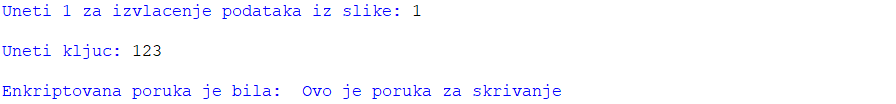 Uneti 1 za izvlacenje podataka iz slike: 1
Uneti kljuc: 123
Enkriptovana poruka je bila:  Ovo je poruka za skrivanje